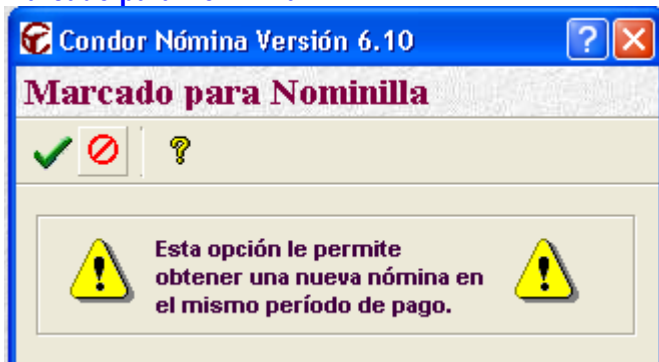 Condor Nómina Versión 6.10
Marcado para Nominilla
Esta opción le permite
obtener una nueva nómina en
el mismo período de pago.